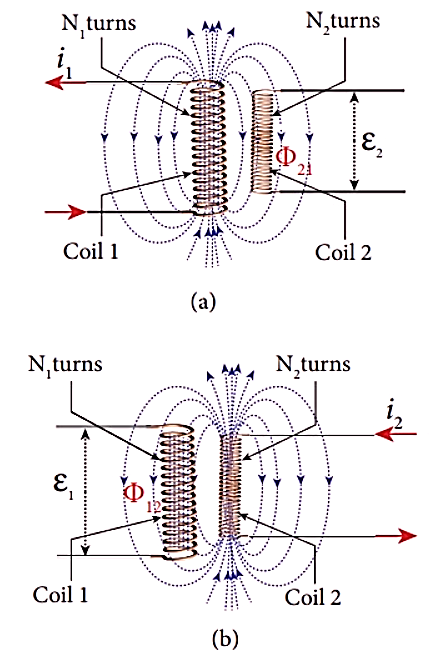 N₁turns N₂turns
i₁
ε₂
Φ₂₁
Coil 1 Coil 2
(a)
N₁turns N₂turns
i₂
ε₁
Φ₁₂
Coil 1 Coil 2
(b)